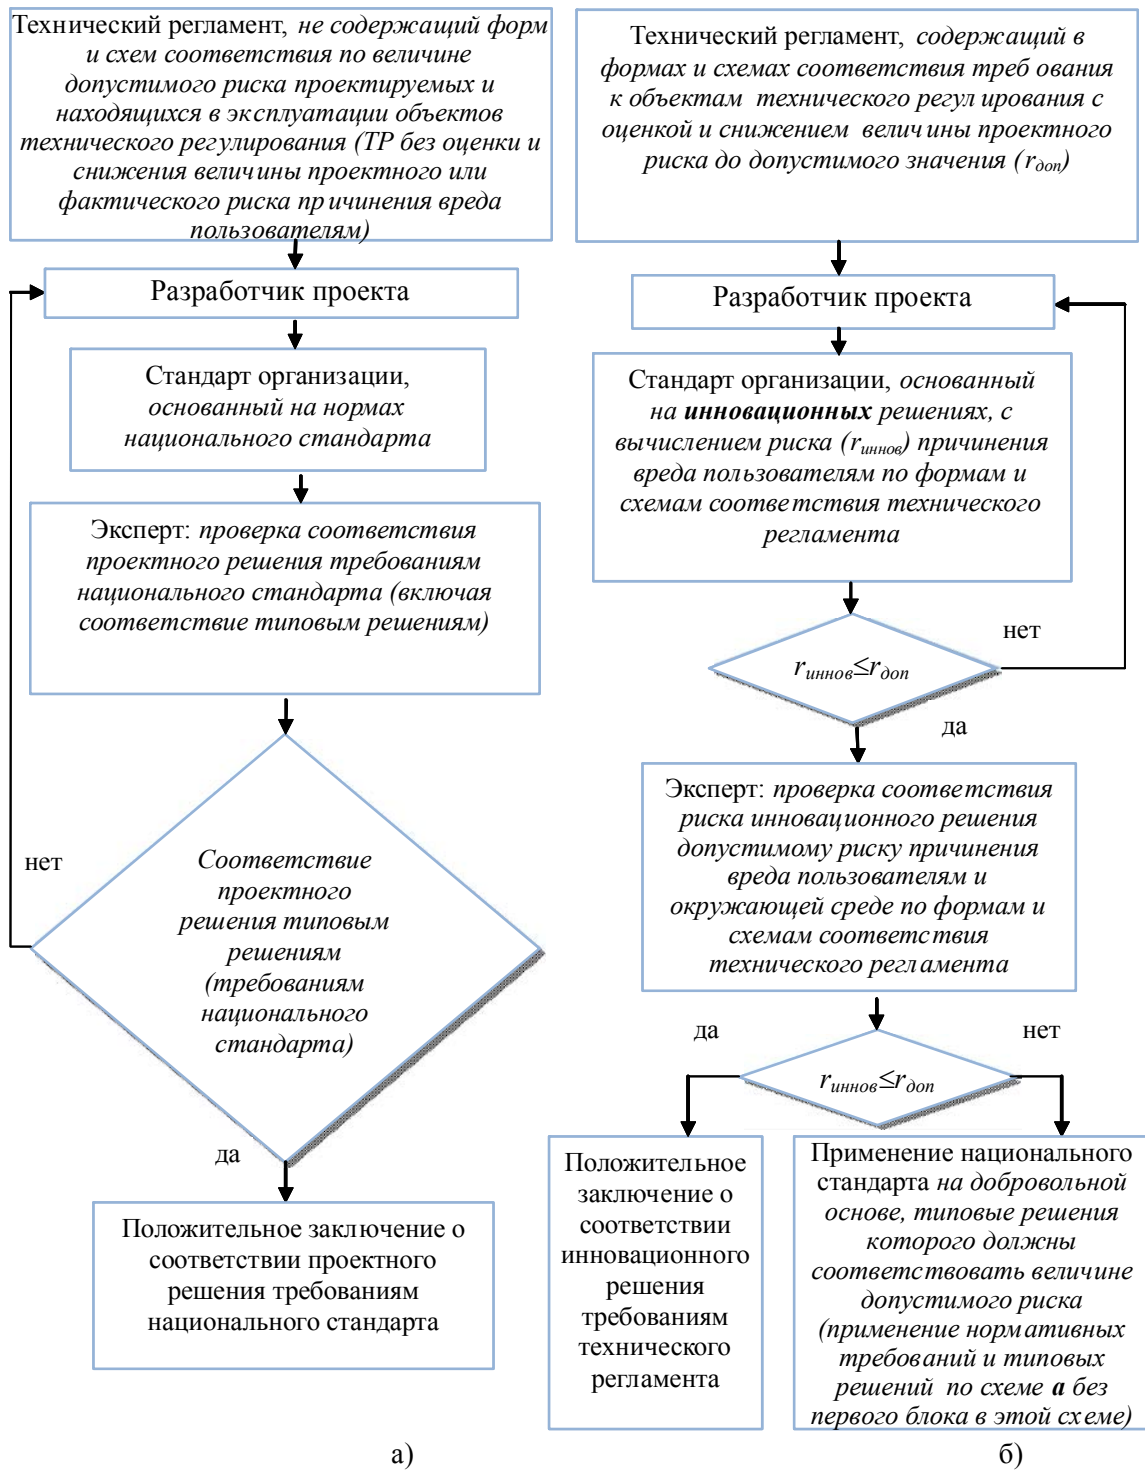 Технический регламент, не содержащий форм
и схем соответствия по величине
допустимого риска проектируемых и
находящихся в эксплуатации объектов
технического регулирования (ТР без оценки и
снижения величины проектного или
фактического риска причинения вреда
пользователям)
Разработчик проекта
Стандарт организации,
основанный на нормах
национального стандарта
Эксперт: проверка соответствия
проектного решения требованиям
национального стандарта (включая
соответствие типовым решениям)
нет
Соответствие
проектного
решения типовым
решениям
(требованиям
национального
стандарта)
да
Положительное заключение о
соответствии проектного
решения требованиям
национального стандарта
а)
Технический регламент, содержащий в
формах и схемах соответствия треб ования
к объектам технического регул ирования с
оценкой и снижением величины проектного
риска до допустимого значения (rдоп)
Разработчик проекта
Стандарт организации, основанный
на инновационных решениях, с
вычислением риска (rиннов) причинения
вреда пользователям по формам и
схемам соответствия технического
регламента
нет
rиннов≤rдоп
да
Эксперт: проверка соответствия
риска инновационного решения
допустимому риску причинения
вреда пользователям и
окружающей среде по формам и
схемам соответствия
технического регламента
да
нет
rиннов≤rдоп
Положительное
заключение о
соответствии
инновационного
решения
требованиям
технического
регламента
Применение национального
стандарта на добровольной
основе, типовые решения
которого должны
соответствовать величине
допустимого риска
(применение нормативных
требований и типовых
решений по схеме а без
первого блока в этой схеме)
б)